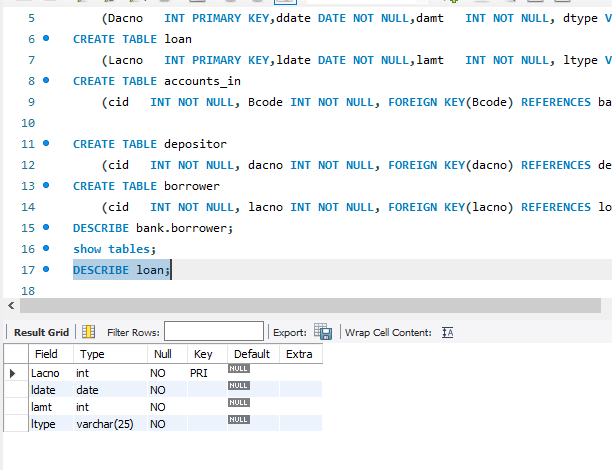 5 (Dacno INT PRIMARY KEY,ddate DATE NOT NULL,damt INT NOT NULL, dtype V
6 CREATE TABLE loan
7 (Lacno INT PRIMARY KEY,ldate DATE NOT NULL,lamt INT NOT NULL, ltype V
8 CREATE TABLE accounts_in
9 (cid INT NOT NULL, Bcode INT NOT NULL, FOREIGN KEY(Bcode) REFERENCES ba
10
11 CREATE TABLE depositor
12 (cid INT NOT NULL, dacno INT NOT NULL, FOREIGN KEY(dacno) REFERENCES de
13 CREATE TABLE borrower
14 (cid INT NOT NULL, lacno INT NOT NULL, FOREIGN KEY(lacno) REFERENCES lo
15 DESCRIBE bank.borrower;
16 show tables;
17 DESCRIBE loan;
18
Result Grid Filter Rows: Export: Wrap Cell Content: IA
Field Type Null Key Default Extra
Lacno int NO PRI NULL
ldate date NO NULL
lamt int NO NULL
ltype varchar(25) NO NULL